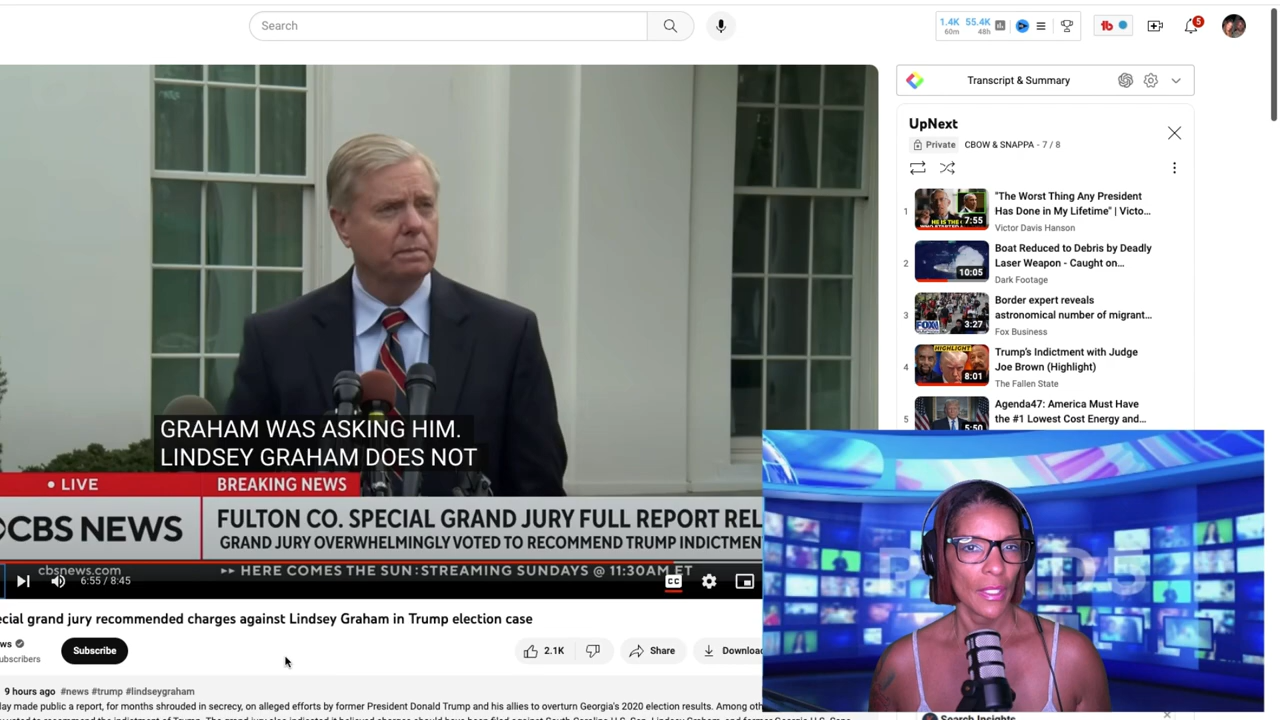 Search
1.4K 55.4K
60m 48h
5
Transcript & Summary
UpNext
Private CBOW & SNAPPA - 7 / 8
1
7:55
"The Worst Thing Any President
Has Done in My Lifetime" | Victo...
Victor Davis Hanson
2
10:05
Boat Reduced to Debris by Deadly
Laser Weapon - Caught on...
Dark Footage
3
3:27
Border expert reveals
astronomical number of migrant...
Fox Business
4
HIGHLIGHT
8:01
Trump's Indictment with Judge
Joe Brown (Highlight)
The Fallen State
5
5:50
Agenda47: America Must Have
the #1 Lowest Cost Energy and...
GRAHAM WAS ASKING HIM.
LINDSEY GRAHAM DOES NOT
• LIVE BREAKING NEWS
CBS NEWS
FULTON CO. SPECIAL GRAND JURY FULL REPORT REL
GRAND JURY OVERWHELMINGLY VOTED TO RECOMMEND TRUMP INDICTMEN
cbsnews.com
HERE COMES THE SUN: STREAMING SUNDAYS @ 11:30AM ET
6:55 / 8:45
ecial grand jury recommended charges against Lindsey Graham in Trump election case
ws
ubscribers
Subscribe
2.1K
Share
Download
9 hours ago #news #trump #lindseygraham
lay made public a report, for months shrouded in secrecy, on alleged efforts by former President Donald Trump and his allies to overturn Georgia's 2020 election results. Among oth
Search Insights